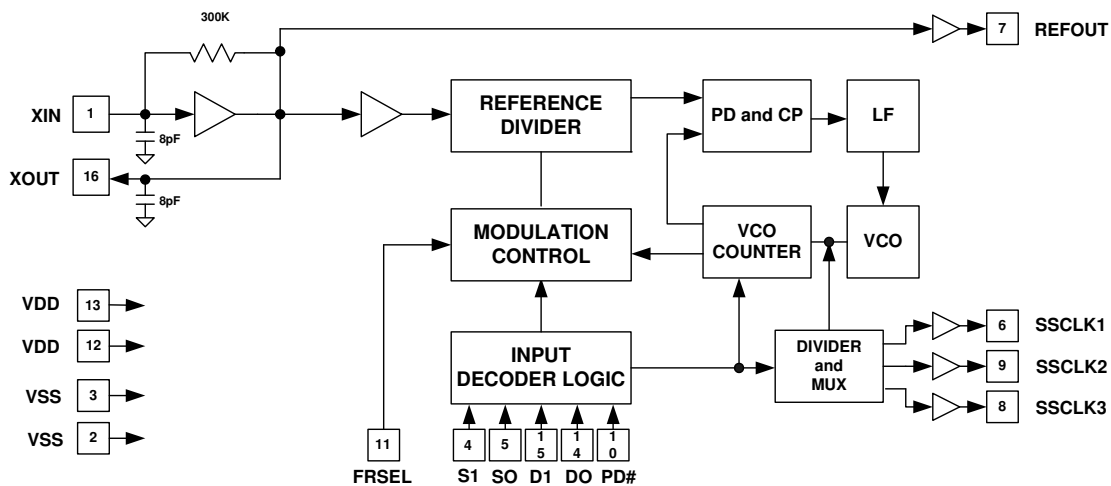 300K
7
REFOUT
XIN
1
REFERENCE
DIVIDER
PD and CP
LF
8pF
XOUT
16
8pF
MODULATION
CONTROL
VCO
COUNTER
VCO
VDD
13
VDD
12
VSS
3
VSS
2
INPUT
DECODER LOGIC
DIVIDER
and
MUX
6
SSCLK1
9
SSCLK2
8
SSCLK3
11
4
5
1
5
1
4
1
0
FRSEL
S1
SO
D1
DO
PD#